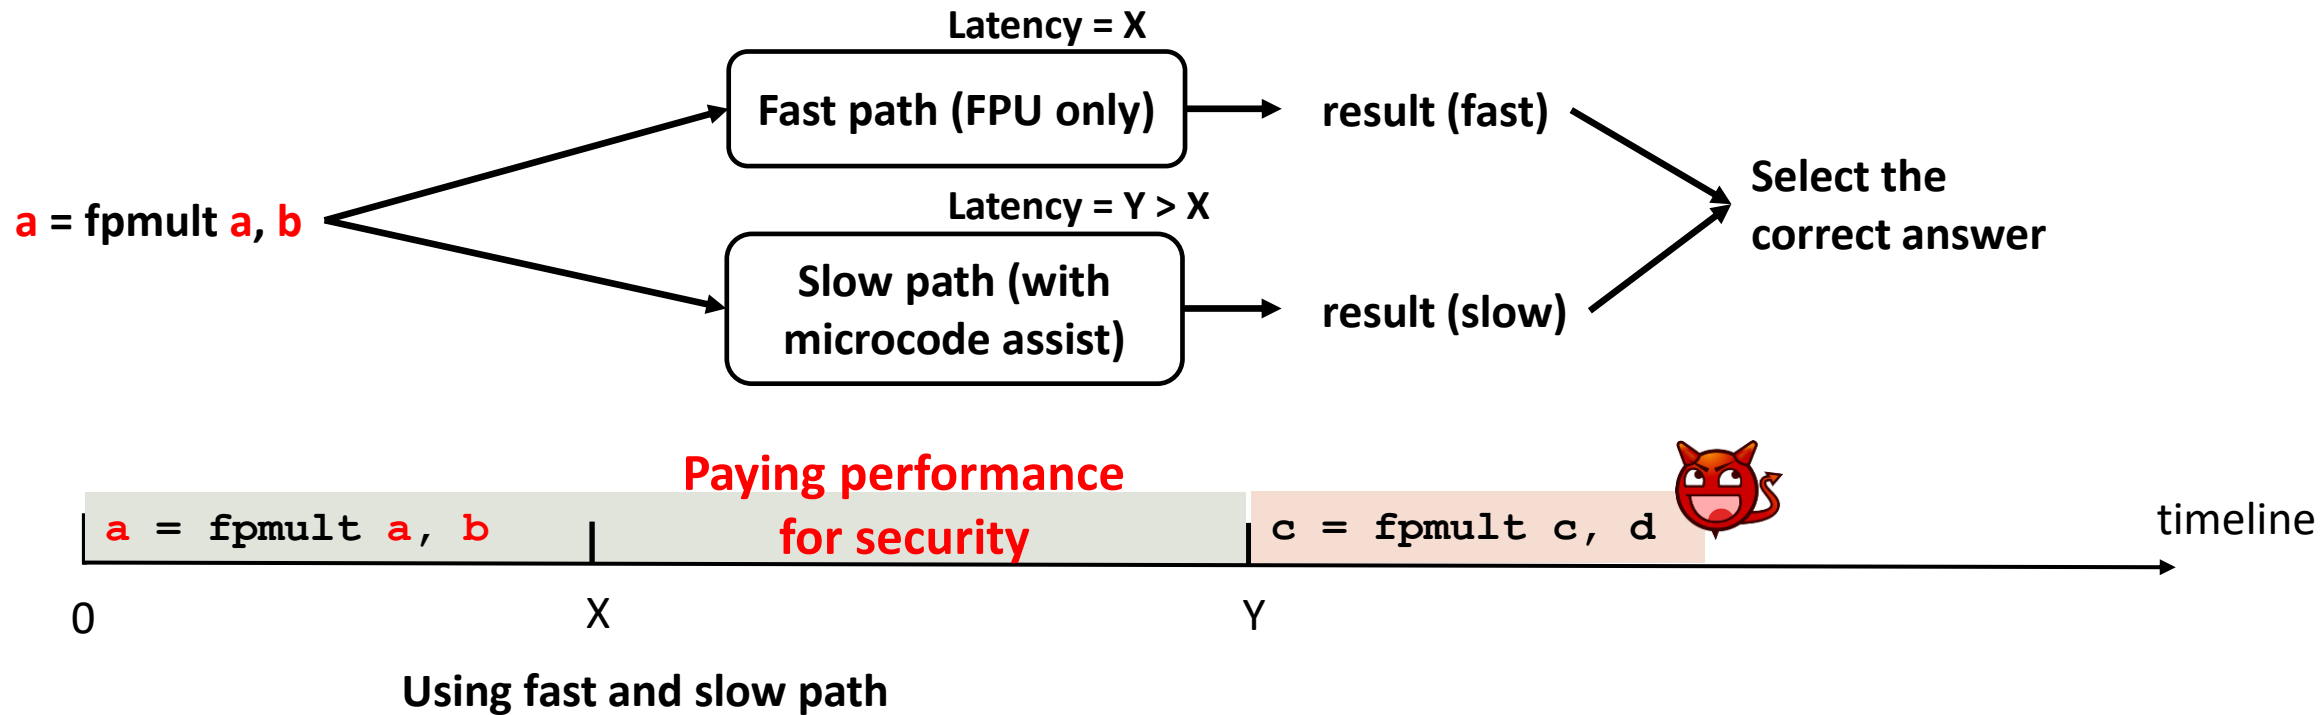 Latency = X
Fast path (FPU only)
result (fast)
Select the
correct answer
a = fpmult a, b
Latency = Y > X
Slow path (with
microcode assist)
result (slow)
Paying performance
for security
a = fpmult a, b
c = fpmult c, d
timeline
0
X
Y
Using fast and slow path